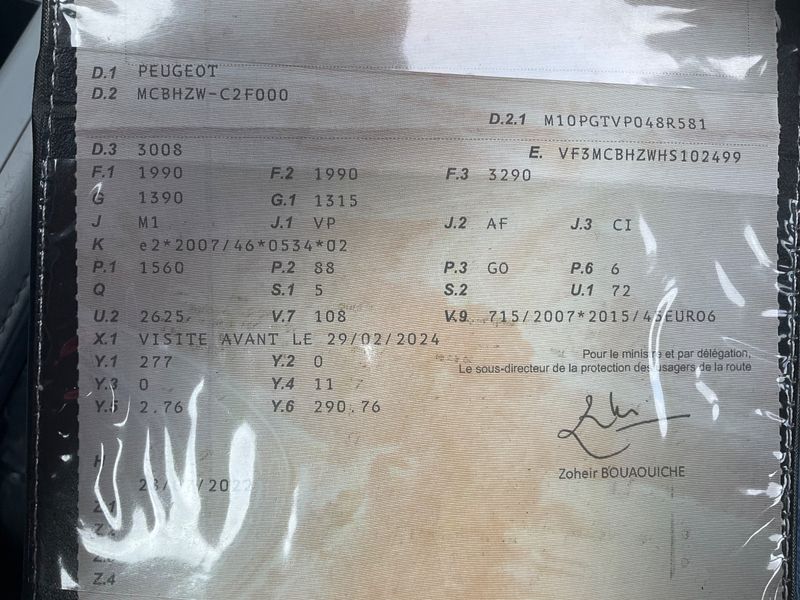 D.1 PEUGEOT
D.2 MCBHZW-C2F000
D.2.1 M10PGTVP048R581
D.3 3008
E. VF3MCBHZWHS102499
F.1 1990 F.2 1990 F.3 3290
G 1390 G.1 1315
J M1 J.1 VP J.2 AF J.3 CI
K e2*2007/46*0534*02
P.1 1560 P.2 88 P.3 GO P.6 6
Q S.1 5 S.2 U.1 72
U.2 2625 V.7 108 V.9 715/2007*2015/45EURO6
X.1 VISITE AVANT LE 29/02/2024
Y.1 277 Y.2 0
Pour le ministre et par délégation,
Le sous-directeur de la protection des usagers de la route
Y.3 0 Y.4 11
Y.5 2.76 Y.6 290.76
Zoheir BOUAOUICHE
H
Z.1
Z.4